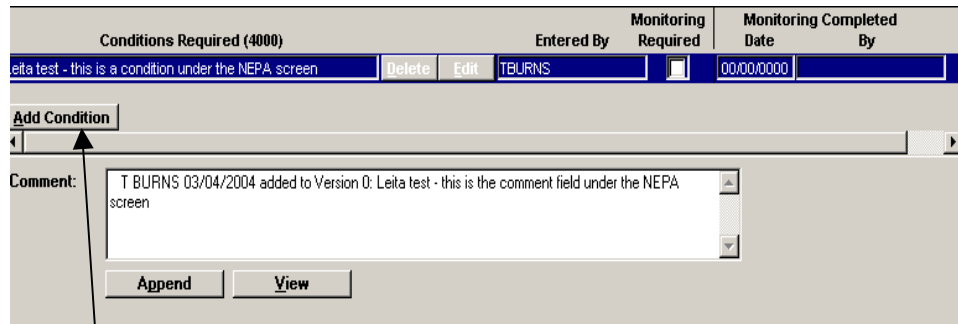 Monitoring Monitoring Completed
Conditions Required (4000) Entered By Required Date By
Leita test - this is a condition under the NEPA screen Delete Edit TBURNS 00/00/0000
Add Condition
Comment: T BURNS 03/04/2004 added to Version 0: Leita test - this is the comment field under the NEPA
screen
Append View